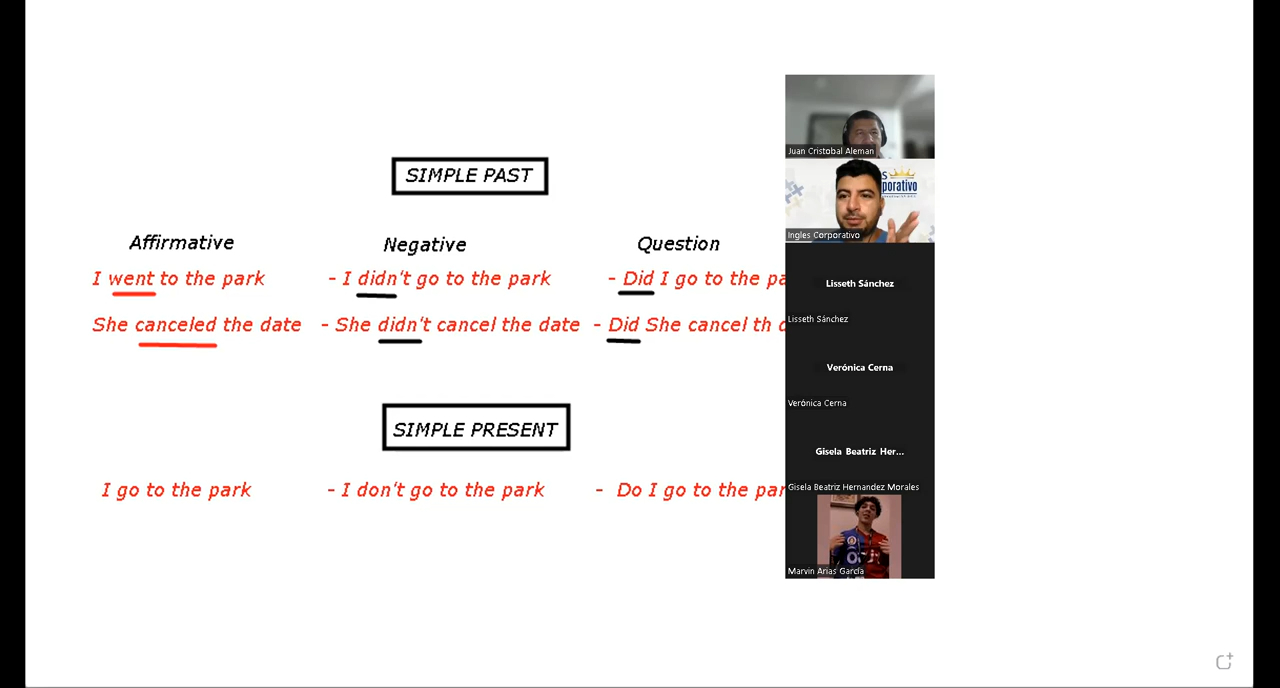 SIMPLE PAST
Affirmative
Negative
Question
I went to the park
- I didn't go to the park
- Did I go to the
She canceled the date
- She didn't cancel the date
- Did She cancel th
SIMPLE PRESENT
I go to the park
- I don't go to the park
- Do I go to the
Juan Cristobal Aleman
Ingles Corporativo
Lisseth Sánchez
Lisseth Sánchez
Verónica Cerna
Verónica Cerna
Gisela Beatriz Her...
Gisela Beatriz Hernandez Morales
Marvin Arias García